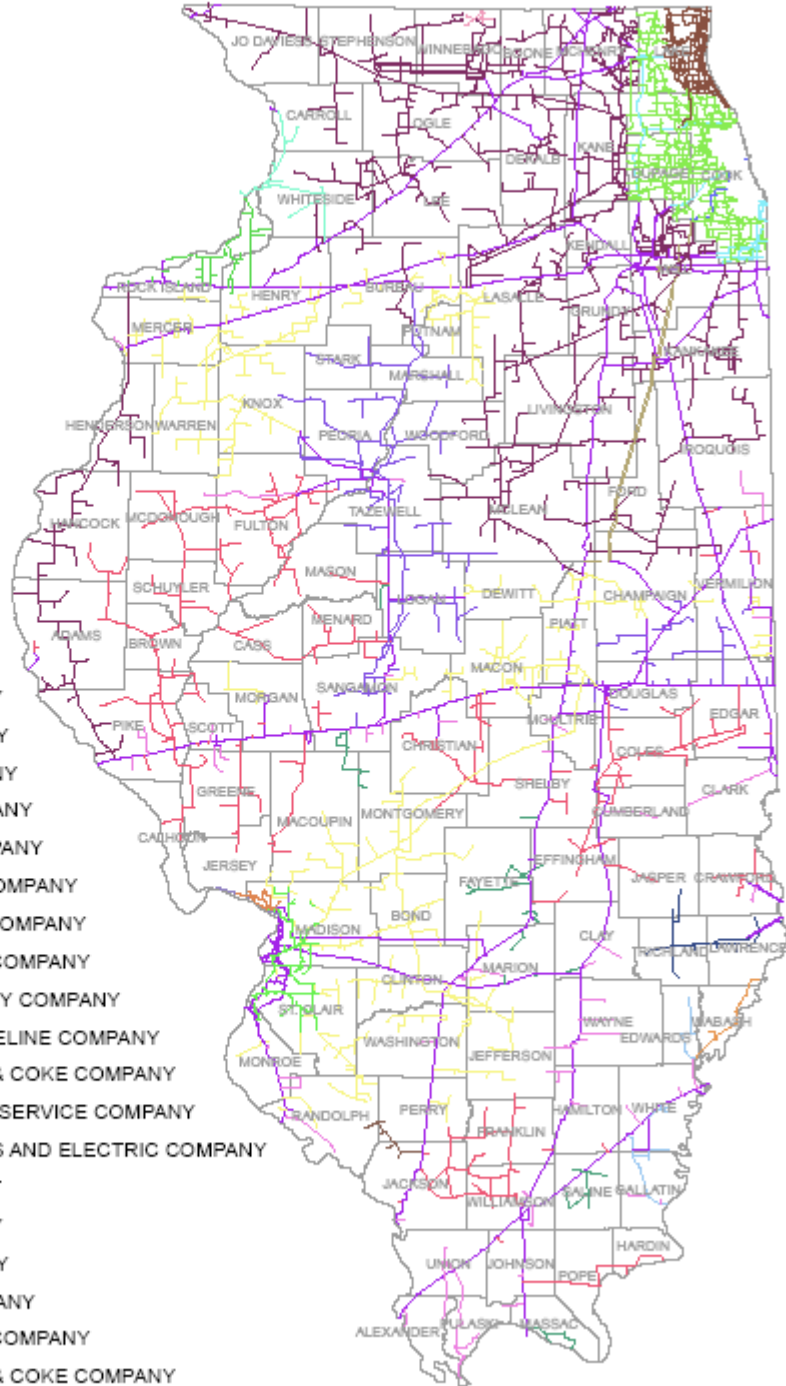 JO DAVIESS STEPHENSON WINNEBAGO BOONE MCHENRY LAKE
CARROLL OGLE KANE
DEKALB DUPAGE COOK
WHITESIDE LEE
KENDALL
WILL
ROCK ISLAND HENRY BUREAU LASALLE
GRUNDY
MERCER PUTNAM
STARK KANKAKEE
MARSHALL
KNOX LIVINGSTON
HENDERSON WARREN PEORIA WOODFORD
IROQUOIS
FORD
HANCOCK MCDONOUGH FULTON TAZEWELL MCLEAN
MASON
SCHUYLER DEWITT CHAMPAIGN VERMILION
LOGAN
MENARD PIATT
ADAMS BROWN CASS
MACON
MORGAN SANGAMON DOUGLAS
EDGAR
PIKE SCOTT MOULTRIE
CHRISTIAN COLES
SHELBY
GREENE CLARK
MACOUPIN MONTGOMERY CUMBERLAND
CALHOUN
JERSEY EFFINGHAM
FAYETTE JASPER CRAWFORD
BOND
MADISON CLAY
RICHLAND LAWRENCE
MARION
CLINTON
ST. CLAIR
WAYNE WABASH
EDWARDS
WASHINGTON
JEFFERSON
MONROE
PERRY HAMILTON WHITE
RANDOLPH
FRANKLIN
JACKSON
SALINE GALLATIN
WILLIAMSON
HARDIN
UNION JOHNSON
POPE
PULASKI MASSAC
ALEXANDER
Y
Y
NY
ANY
PANY
COMPANY
COMPANY
COMPANY
Y COMPANY
ELINE COMPANY
& COKE COMPANY
SERVICE COMPANY
S AND ELECTRIC COMPANY
Y
Y
ANY
COMPANY
& COKE COMPANY